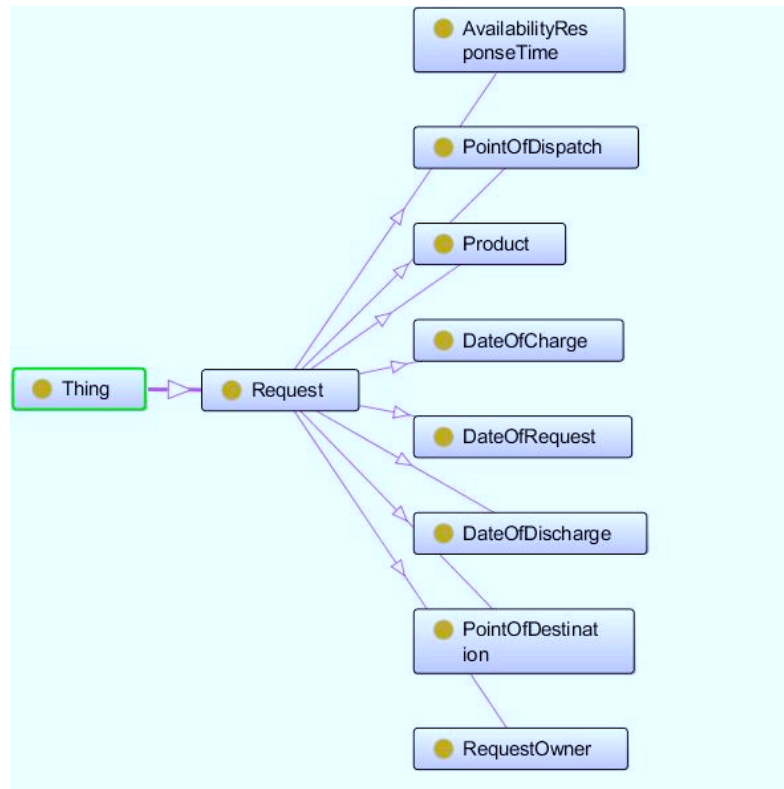 AvailabilityRes
ponseTime
PointOfDispatch
Product
DateOfCharge
Thing
Request
DateOfRequest
DateOfDischarge
PointOfDestinat
ion
RequestOwner